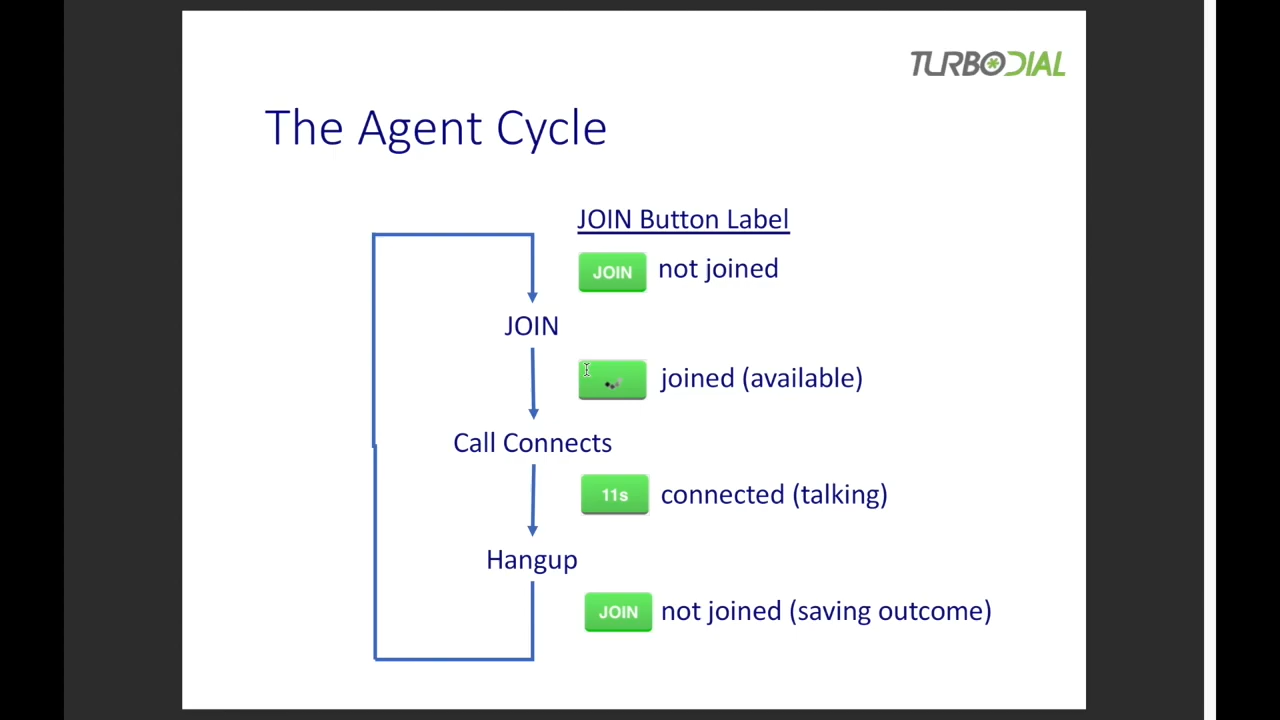 TURBODIAL
The Agent Cycle
JOIN Button Label
JOIN not joined
JOIN
joined (available)
Call Connects
11s connected (talking)
Hangup
JOIN not joined (saving outcome)